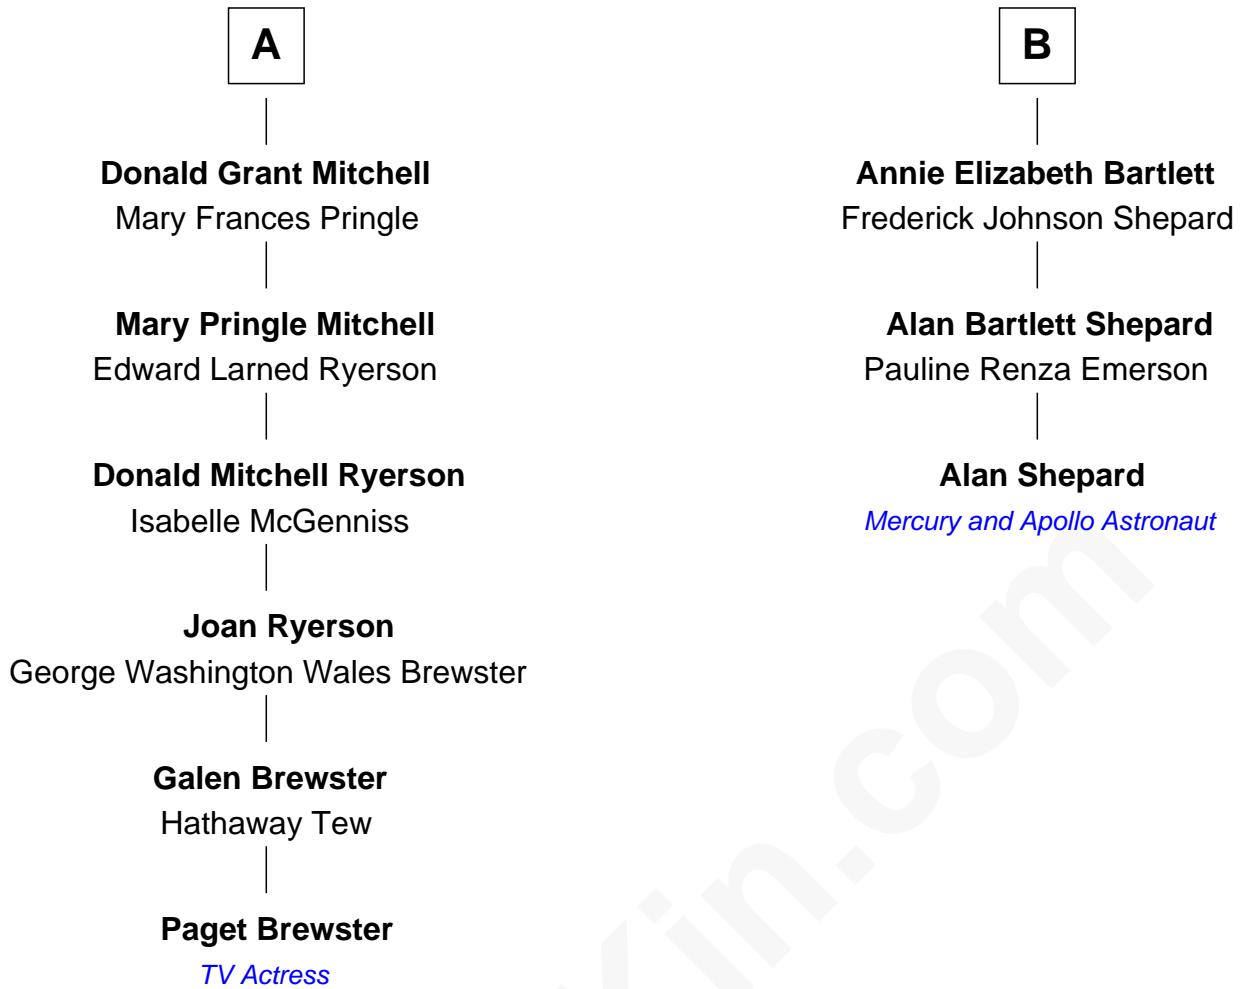 A
Donald Grant Mitchell
Mary Frances Pringle
Mary Pringle Mitchell
Edward Larned Ryerson
Donald Mitchell Ryerson
Isabelle McGenniss
Joan Ryerson
George Washington Wales Brewster
Galen Brewster
Hathaway Tew
Paget Brewster
TV Actress
B
Annie Elizabeth Bartlett
Frederick Johnson Shepard
Alan Bartlett Shepard
Pauline Renza Emerson
Alan Shepard
Mercury and Apollo Astronaut
Kin.com